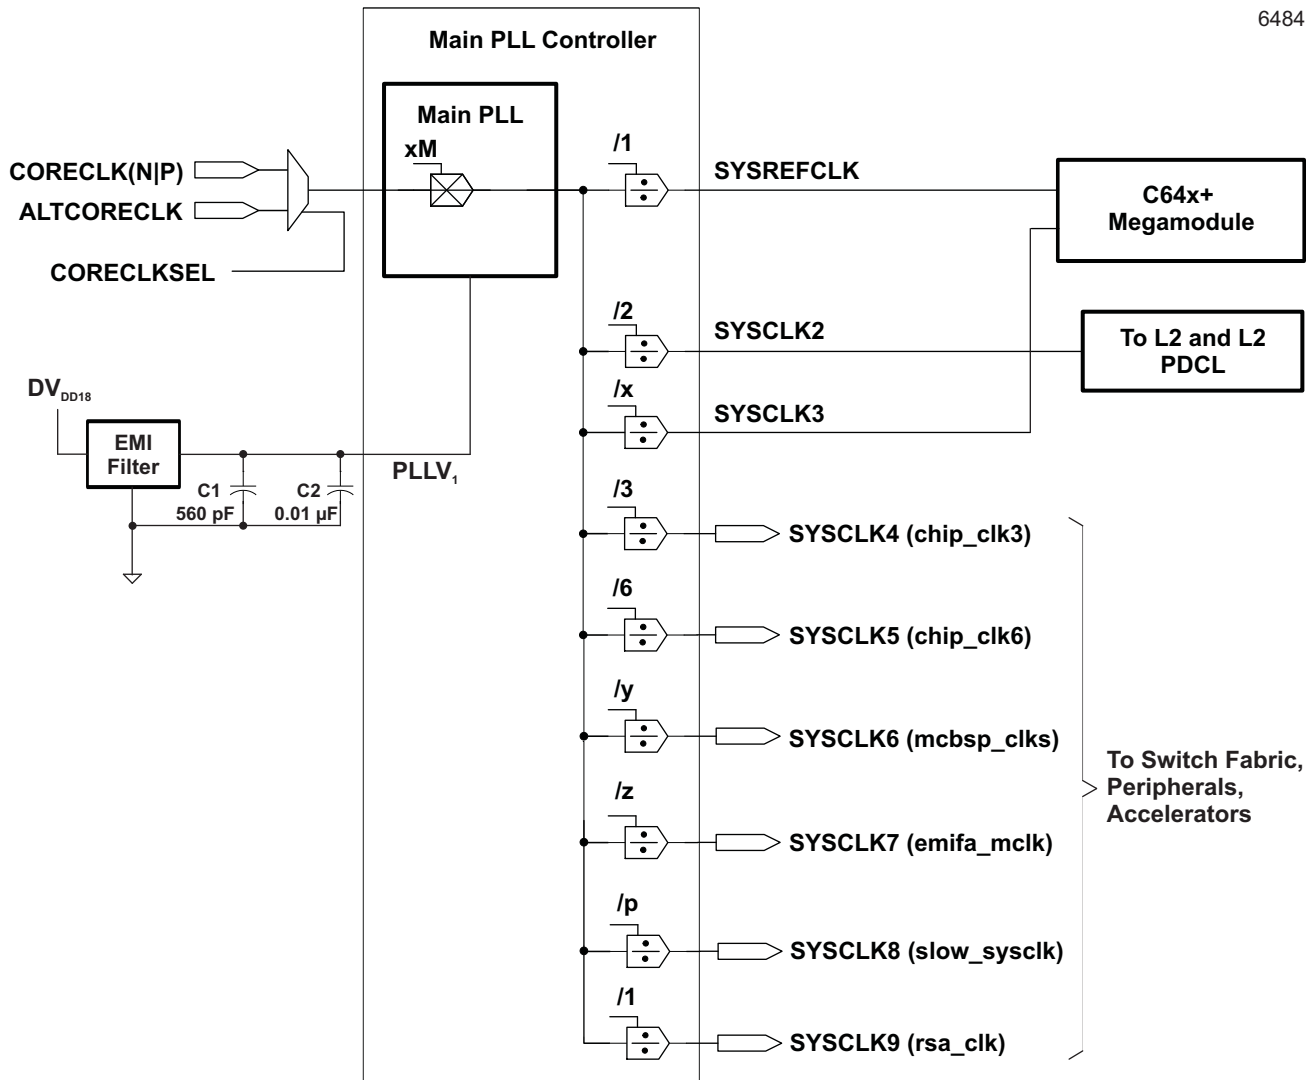 6484
Main PLL Controller
Main PLL
xM
CORECLK(N|P)
ALTCORECLK
CORECLKSEL
/1
SYSREFCLK
C64x+
Megamodule
/2
SYSCLK2
To L2 and L2
PDCL
/x
SYSCLK3
DVDD18
EMI
Filter
C1
560 pF
C2
0.01 µF
PLLV1
/3
SYSCLK4 (chip_clk3)
/6
SYSCLK5 (chip_clk6)
/y
SYSCLK6 (mcbsp_clks)
To Switch Fabric,
Peripherals,
Accelerators
/z
SYSCLK7 (emifa_mclk)
/p
SYSCLK8 (slow_sysclk)
/1
SYSCLK9 (rsa_clk)